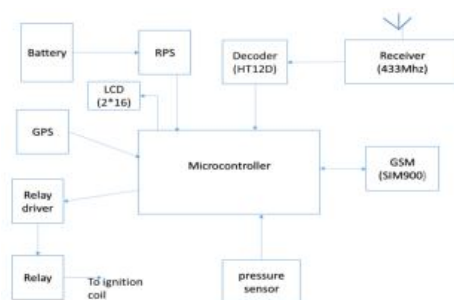 Battery
RPS
Decoder
(HT12D)
Receiver
(433Mhz)
LCD
(2*16)
GPS
Microcontroller
GSM
(SIM900)
Relay
driver
Relay
To ignition
coil
pressure
sensor